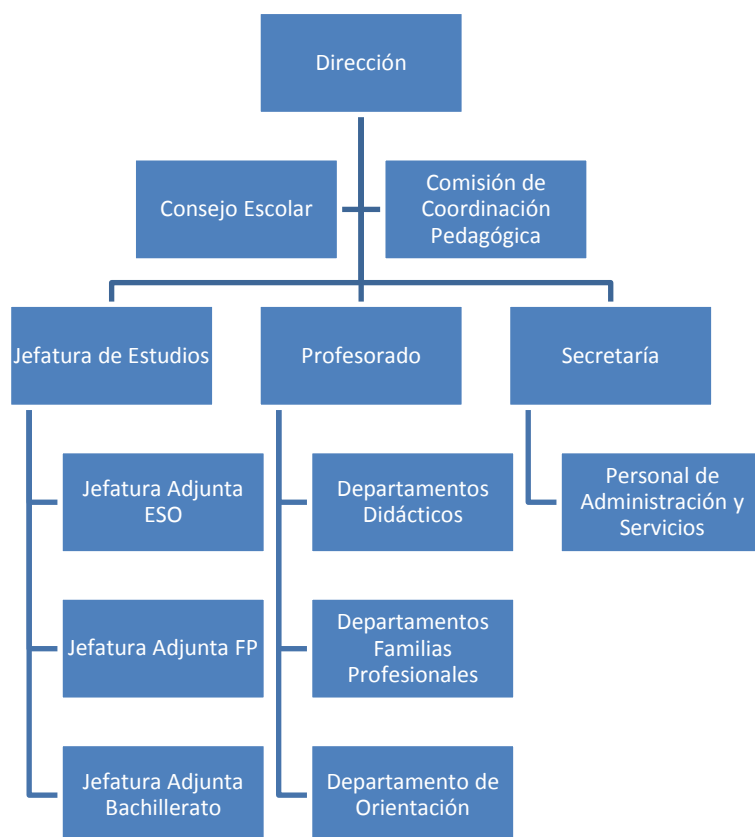 Dirección
Consejo Escolar
Comisión de
Coordinación
Pedagógica
Jefatura de Estudios
Profesorado
Secretaría
Jefatura Adjunta
ESO
Departamentos
Didácticos
Personal de
Administración y
Servicios
Jefatura Adjunta FP
Departamentos
Familias
Profesionales
Jefatura Adjunta
Bachillerato
Departamento de
Orientación